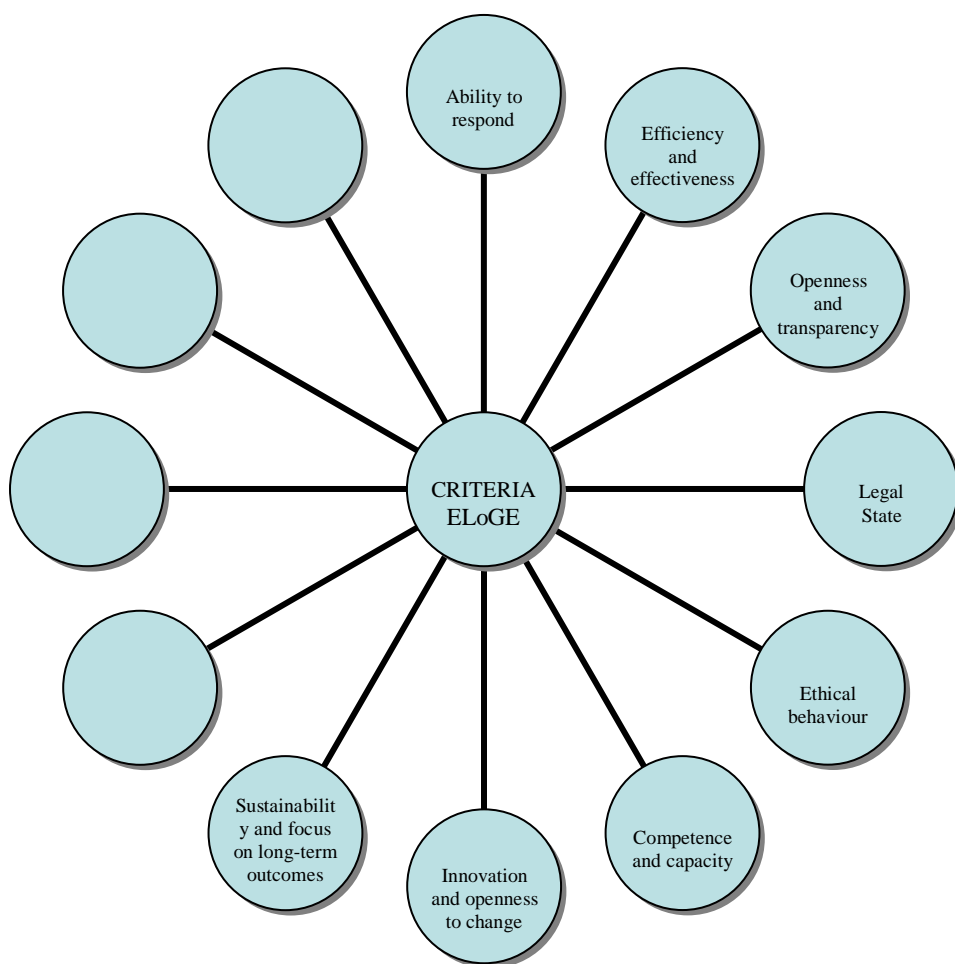 Ability to
respond
Efficiency
and
effectiveness
Openness
and
transparency
Legal
State
Ethical
behaviour
Competence
and capacity
Innovation
and openness
to change
Sustainabilit
y and focus
on long-term
outcomes
CRITERIA
ELoGE